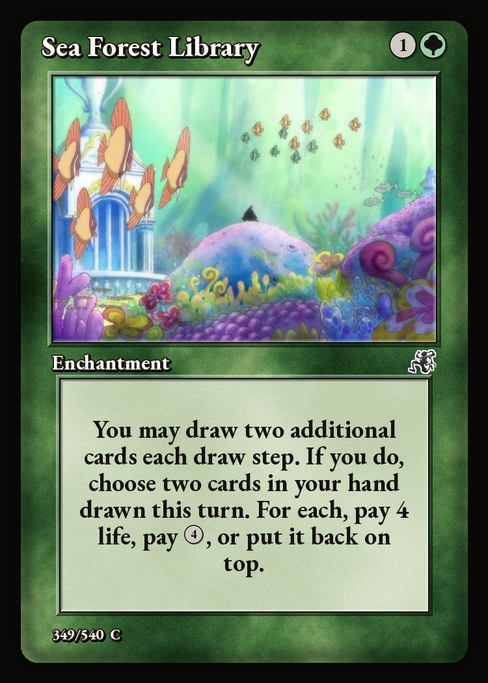 Sea Forest Library 1
Enchantment
You may draw two additional
cards each draw step. If you do,
choose two cards in your hand
drawn this turn. For each, pay 4
life, pay 4, or put it back on
top.
349/540 C